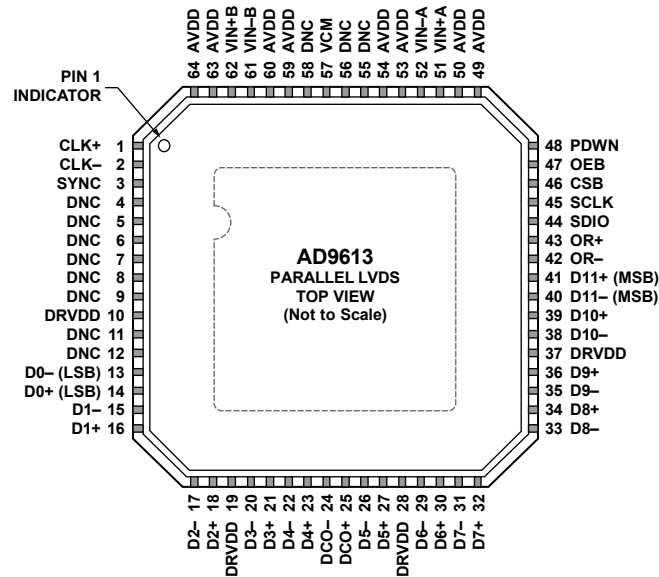 64 AVDD
63 AVDD
62 VIN+B
61 VIN–B
60 AVDD
59 AVDD
58 DNC
57 VCM
56 DNC
55 DNC
54 AVDD
53 AVDD
52 VIN–A
51 VIN+A
50 AVDD
49 AVDD
PIN 1
INDICATOR
CLK+ 1
CLK– 2
SYNC 3
DNC 4
DNC 5
DNC 6
DNC 7
DNC 8
DNC 9
DRVDD 10
DNC 11
DNC 12
D0– (LSB) 13
D0+ (LSB) 14
D1– 15
D1+ 16
AD9613
PARALLEL LVDS
TOP VIEW
(Not to Scale)
48 PDWN
47 OEB
46 CSB
45 SCLK
44 SDIO
43 OR+
42 OR–
41 D11+ (MSB)
40 D11– (MSB)
39 D10+
38 D10–
37 DRVDD
36 D9+
35 D9–
34 D8+
33 D8–
D2– 17
D2+ 18
DRVDD 19
D3– 20
D3+ 21
D4– 22
D4+ 23
DCO– 24
DCO+ 25
D5– 26
D5+ 27
DRVDD 28
D6– 29
D6+ 30
D7– 31
D7+ 32